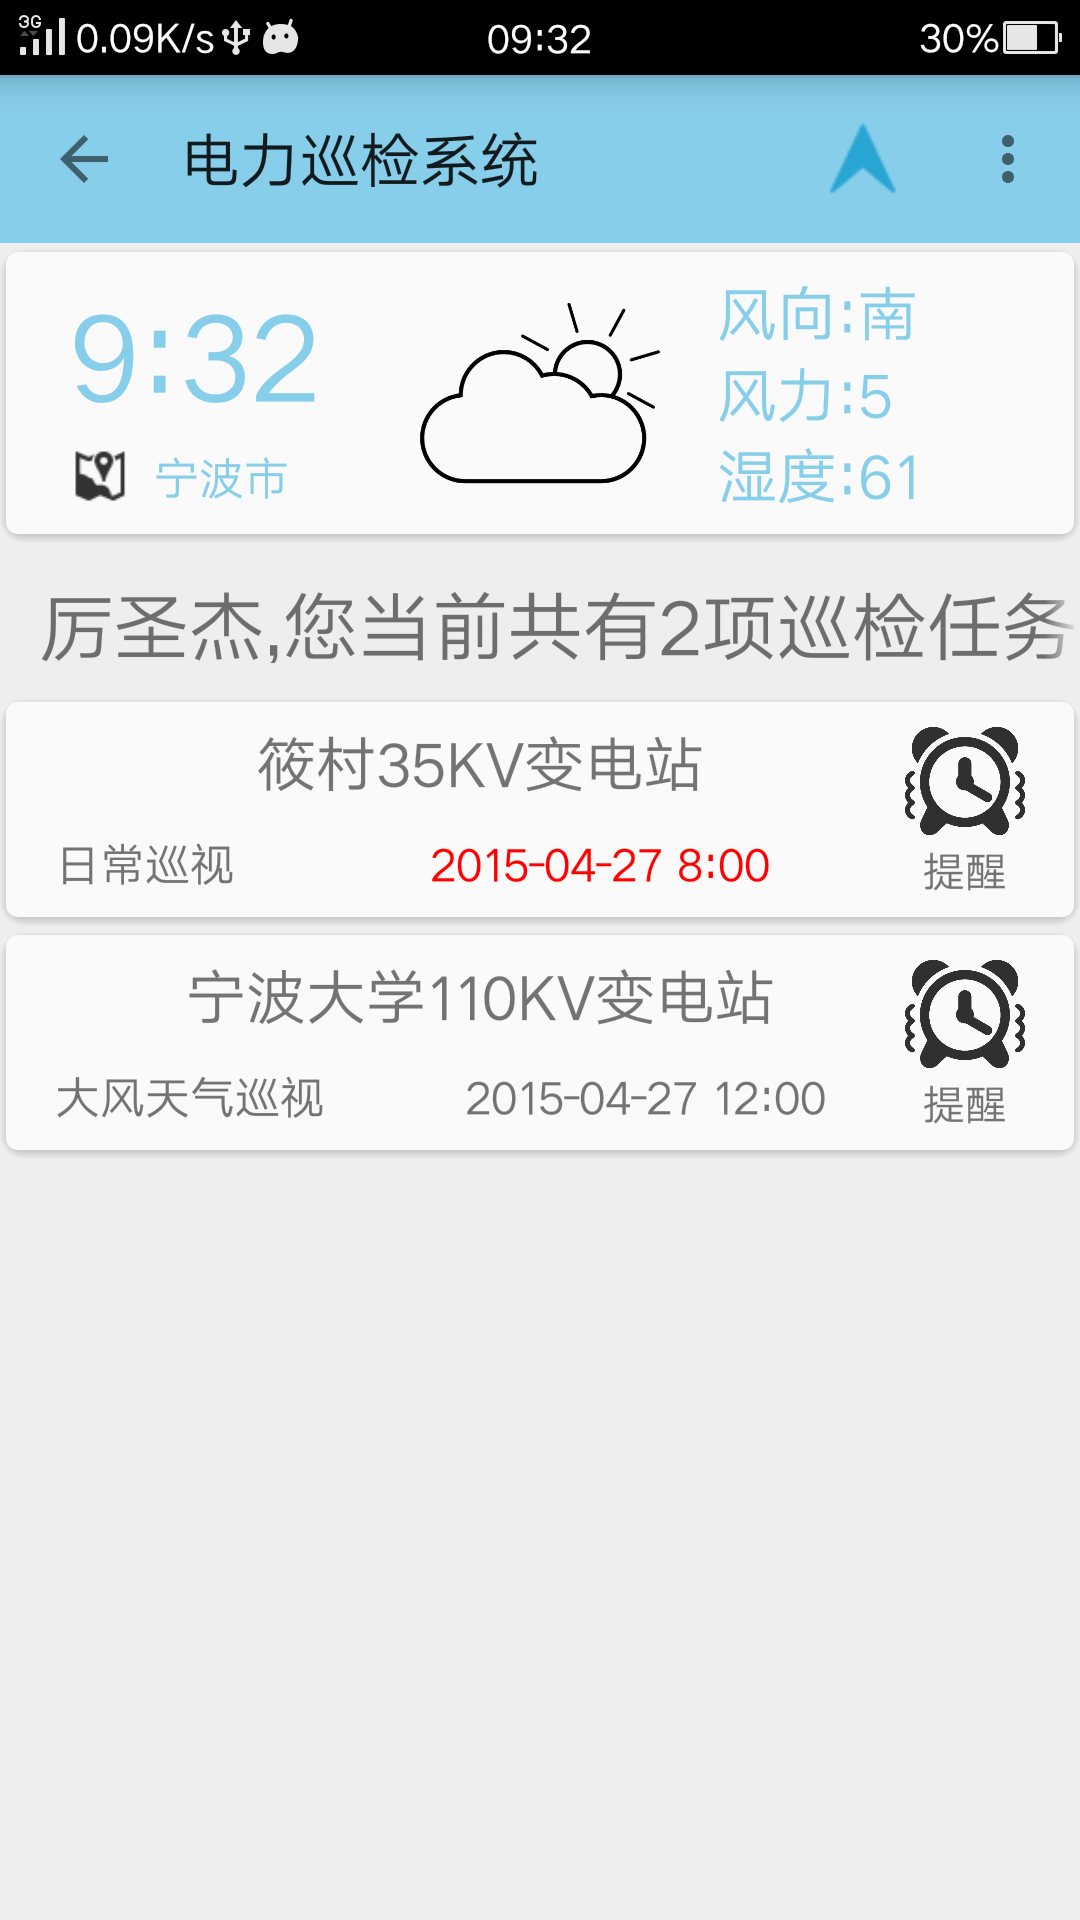 3G 0.09K/s 09:32 30%
电力巡检系统
9:32
宁波市
风向:南
风力:5
湿度:61
厉圣杰,您当前共有2项巡检任务
筱村35KV变电站
日常巡视 2015-04-27 8:00 提醒
宁波大学110KV变电站
大风天气巡视 2015-04-27 12:00 提醒